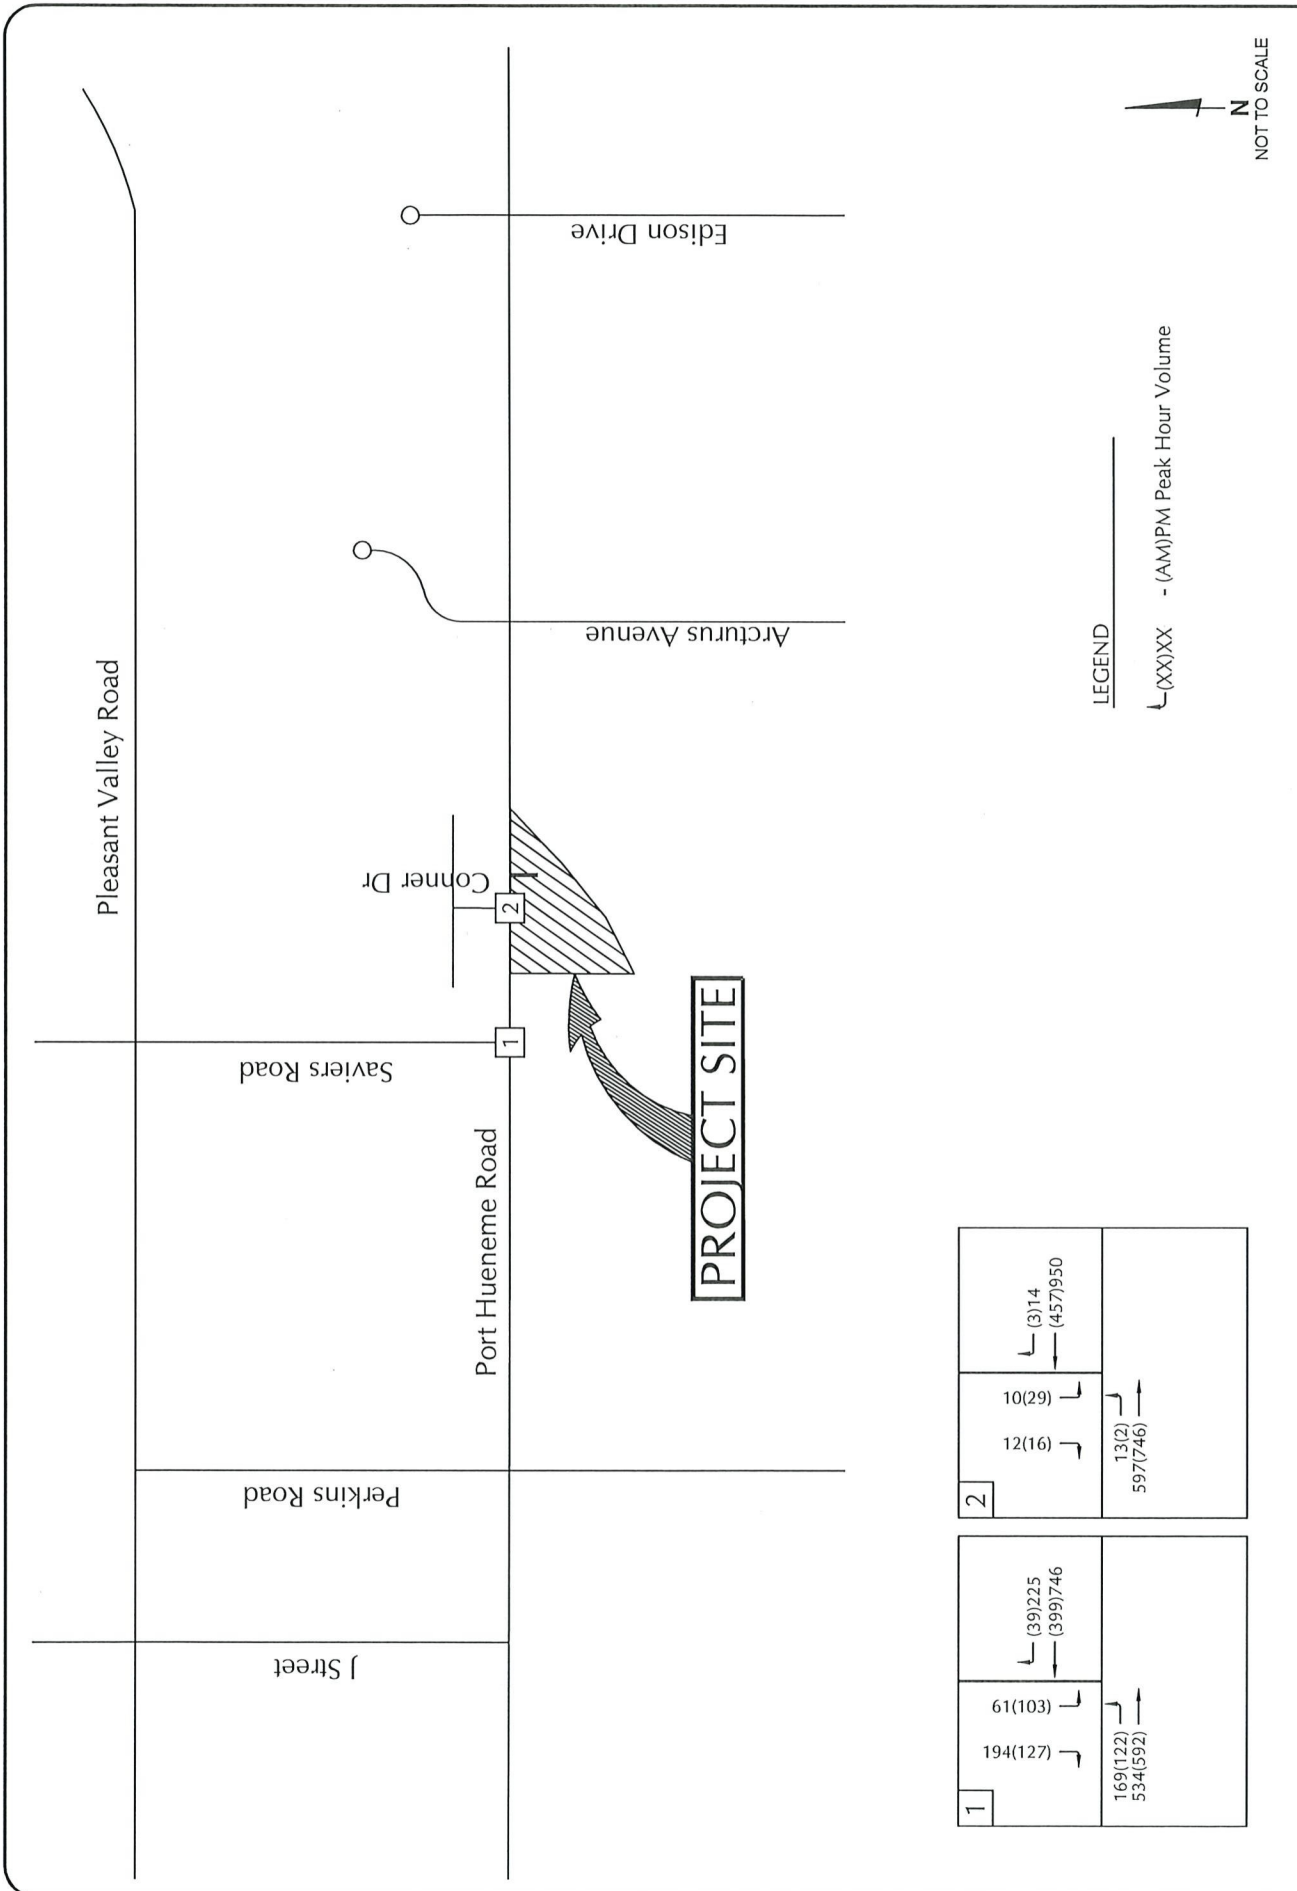 Pleasant Valley Road
Port Hueneme Road
J Street
Perkins Road
Saviers Road
Conner Dr
Arcturus Avenue
Edison Drive
1
2
PROJECT SITE
1
194(127)
61(103)
(39)225
(399)746
169(122)
534(592)
2
12(16)
10(29)
(3)14
(457)950
13(2)
597(746)
LEGEND
(XX)XX - (AM)PM Peak Hour Volume
N
NOT TO SCALE